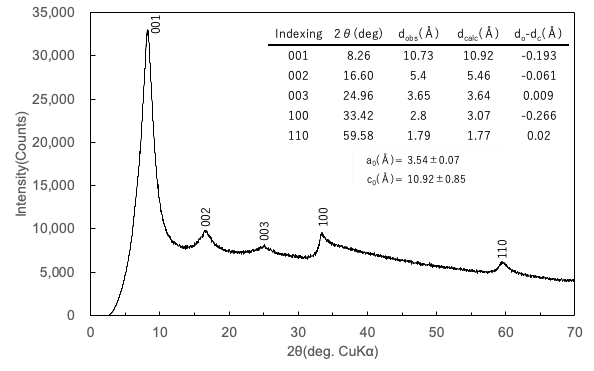 35,000
30,000
25,000
20,000
15,000
10,000
5,000
0
Intensity(Counts)
001
002
003
100
110
Indexing 2θ(deg) dobs(Å) dcalc(Å) do-dc(Å)
001 8.26 10.73 10.92 -0.193
002 16.60 5.4 5.46 -0.061
003 24.96 3.65 3.64 0.009
100 33.42 2.8 3.07 -0.266
110 59.58 1.79 1.77 0.02
a0(Å)= 3.54±0.07
c0(Å)= 10.92±0.85
0 10 20 30 40 50 60 70
2θ(deg. CuKα)